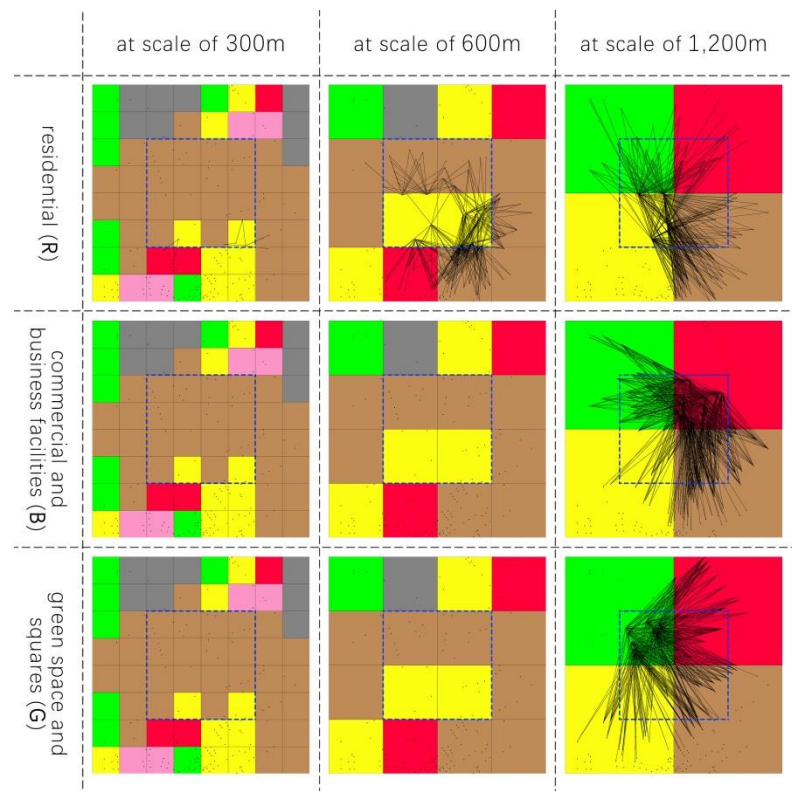 at scale of 300m
at scale of 600m
at scale of 1,200m
residential (R)
commercial and
business facilities (B)
green space and
squares (G)